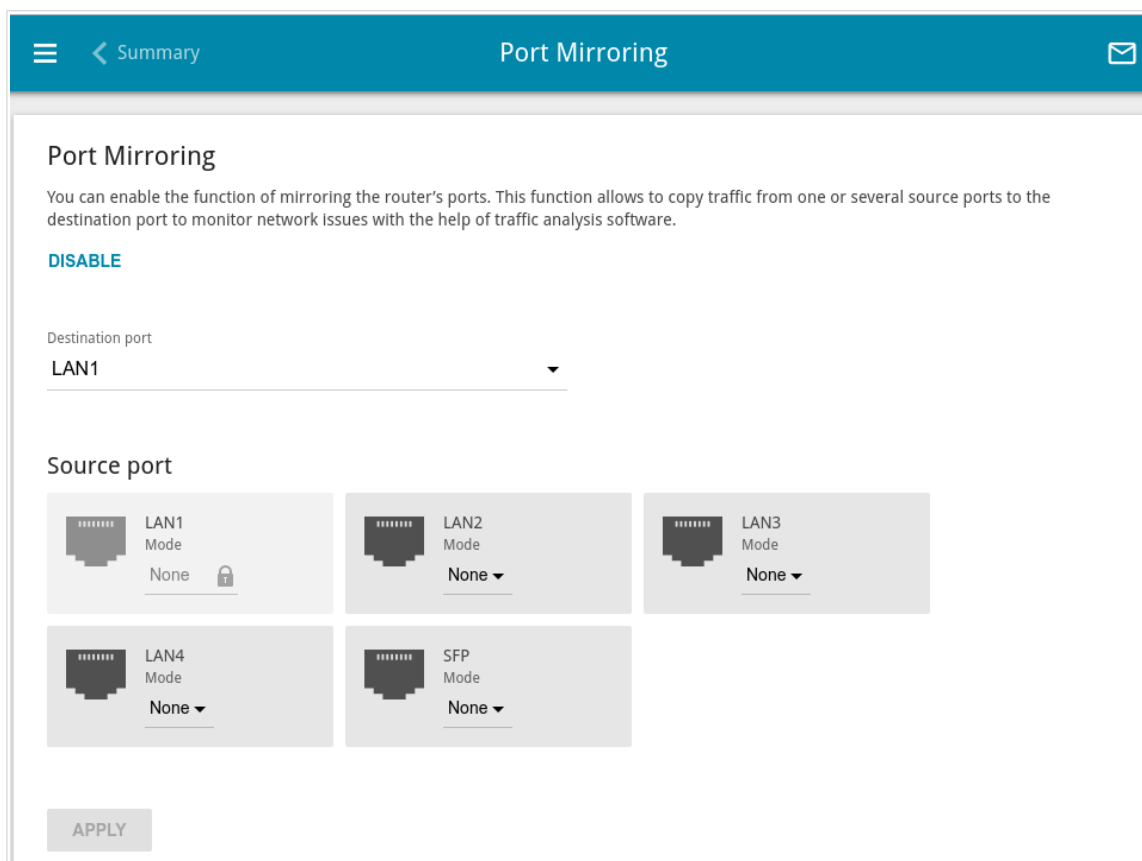 Summary
Port Mirroring
Port Mirroring
You can enable the function of mirroring the router's ports. This function allows to copy traffic from one or several source ports to the
destination port to monitor network issues with the help of traffic analysis software.
DISABLE
Destination port
LAN1
Source port
LAN1
Mode
None
LAN2
Mode
None
LAN3
Mode
None
LAN4
Mode
None
SFP
Mode
None
APPLY